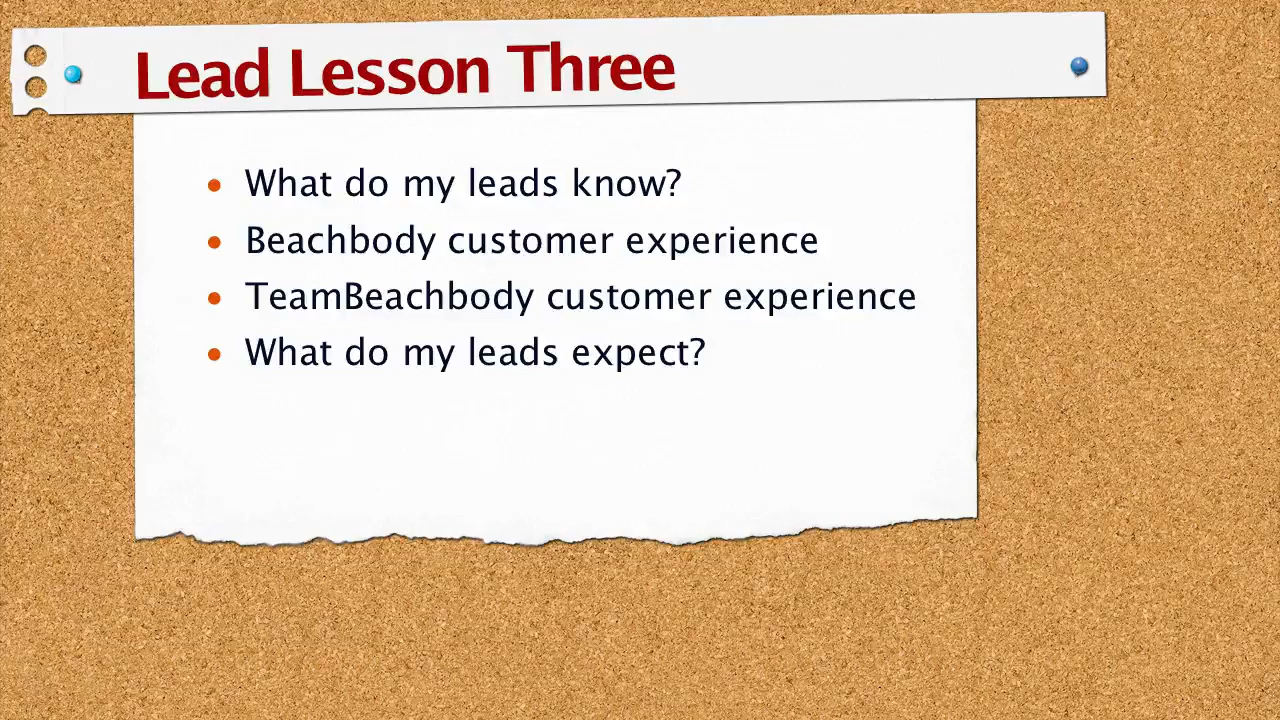 Lead Lesson Three
• What do my leads know?
• Beachbody customer experience
• TeamBeachbody customer experience
• What do my leads expect?